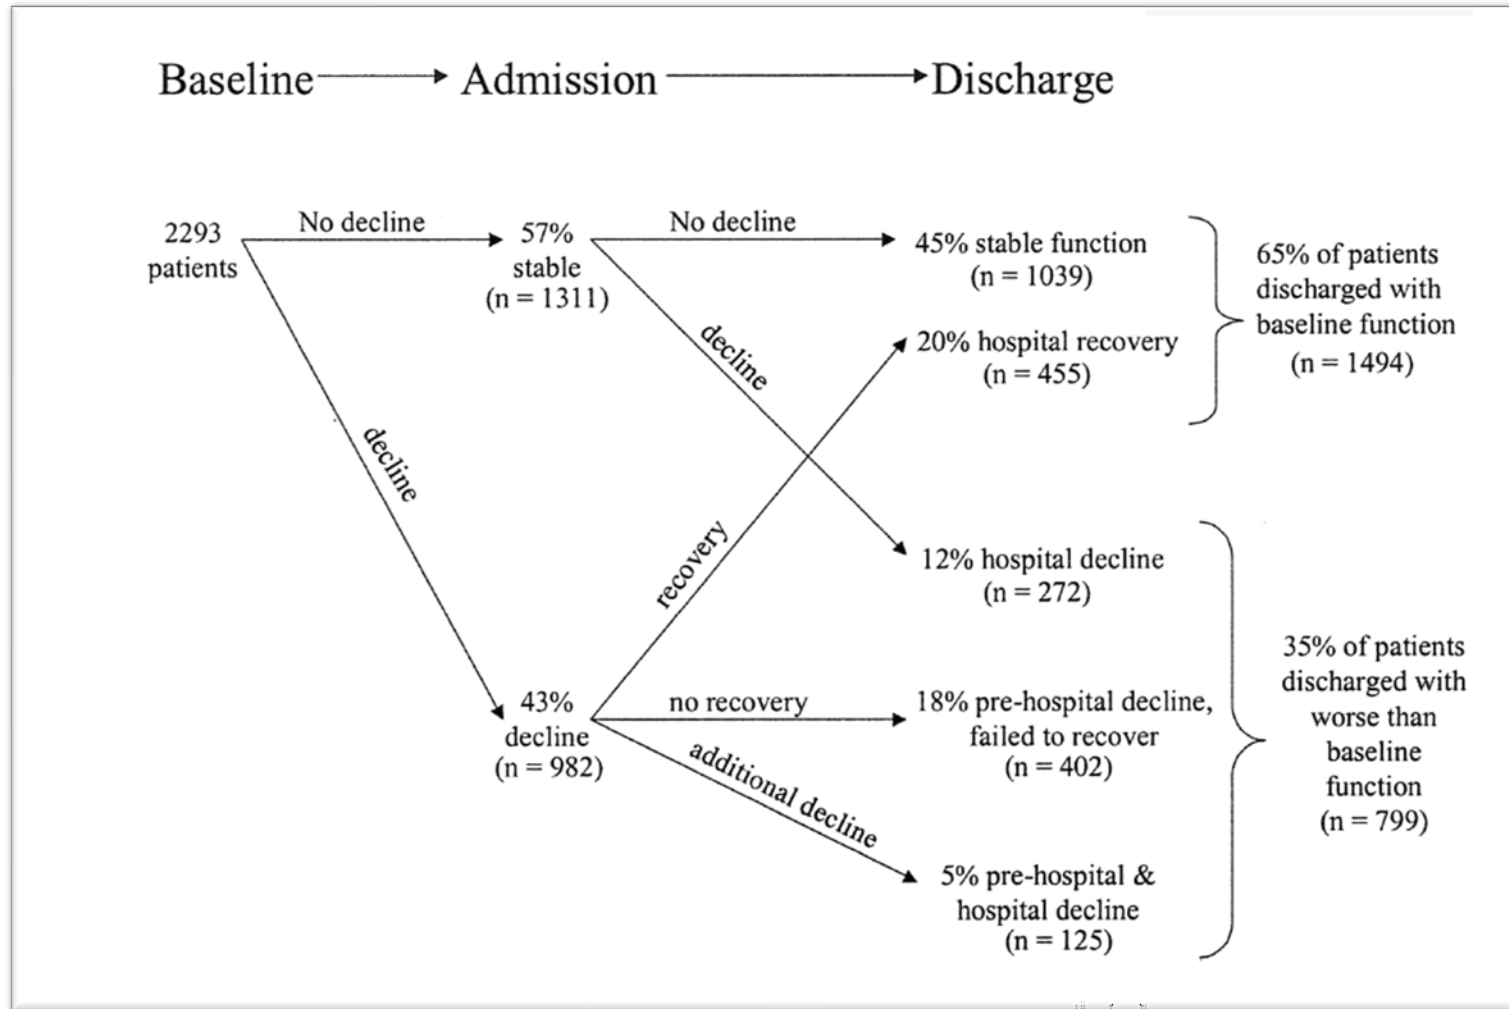 Baseline
Admission
Discharge
2293
patients
No decline
57%
stable
(n = 1311)
No decline
45% stable function
(n = 1039)
20% hospital recovery
(n = 455)
65% of patients
discharged with
baseline function
(n = 1494)
decline
decline
recovery
12% hospital decline
(n = 272)
43%
decline
(n = 982)
no recovery
18% pre-hospital decline,
failed to recover
(n = 402)
additional decline
5% pre-hospital &
hospital decline
(n = 125)
35% of patients
discharged with
worse than
baseline
function
(n = 799)